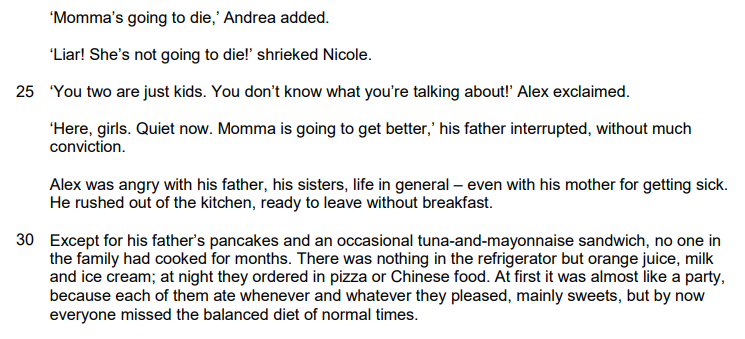 ‘Momma’s going to die,’ Andrea added.
‘Liar! She’s not going to die!’ shrieked Nicole.
25 ‘You two are just kids. You don’t know what you’re talking about!’ Alex exclaimed.
‘Here, girls. Quiet now. Momma is going to get better,’ his father interrupted, without much
conviction.
Alex was angry with his father, his sisters, life in general – even with his mother for getting sick.
He rushed out of the kitchen, ready to leave without breakfast.
30 Except for his father’s pancakes and an occasional tuna-and-mayonnaise sandwich, no one in
the family had cooked for months. There was nothing in the refrigerator but orange juice, milk
and ice cream; at night they ordered in pizza or Chinese food. At first it was almost like a party,
because each of them ate whenever and whatever they pleased, mainly sweets, but by now
everyone missed the balanced diet of normal times.